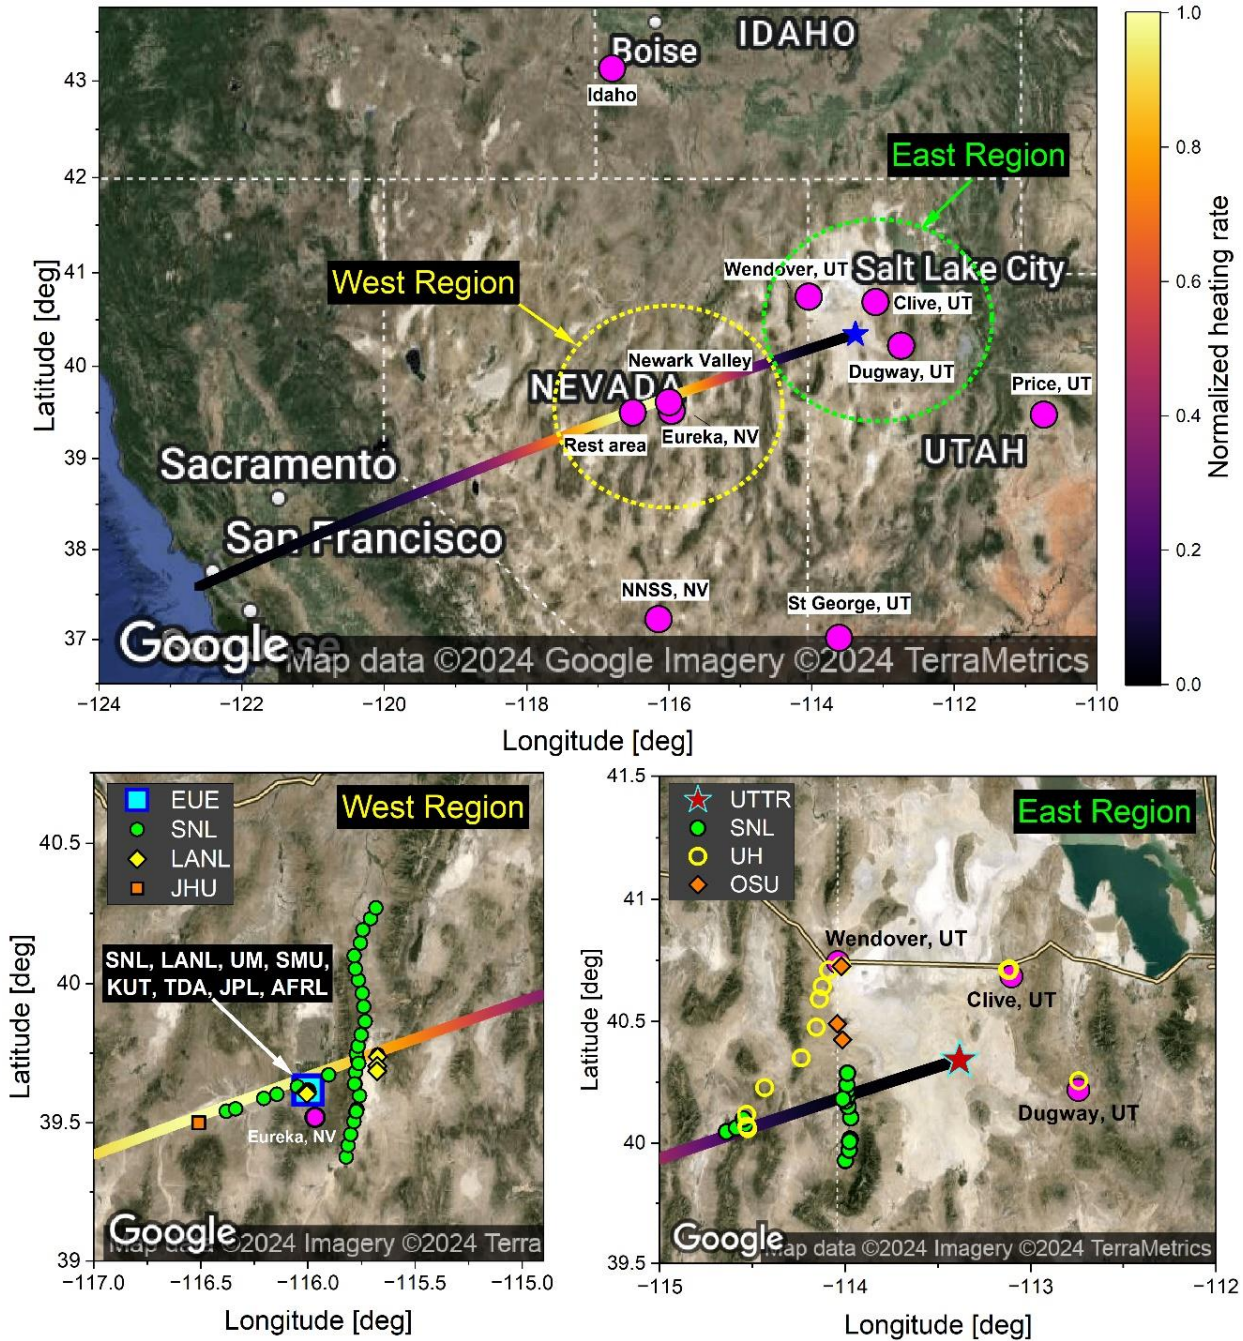 IDAHO
Boise
Idaho
East Region
West Region
Wendover, UT
Salt Lake City
Clive, UT
Newark Valley
NEVADA
Dugway, UT
Price, UT
Rest area
Eureka, NV
UTAH
Sacramento
San Francisco
NNSS, NV
St George, UT
Google
Map data ©2024 Google Imagery ©2024 TerraMetrics
43
42
41
40
39
38
37
Latitude [deg]
−124
−122
−120
−118
−116
−114
−112
−110
Longitude [deg]
1.0
0.8
0.6
0.4
0.2
0.0
Normalized heating rate
EUE
SNL
LANL
JHU
West Region
SNL, LANL, UM, SMU,
KUT, TDA, JPL, AFRL
Eureka, NV
Google
Map data ©2024 Imagery ©2024 Terra
40.5
40
39.5
39
Latitude [deg]
−117.0
−116.5
−116.0
−115.5
−115.0
Longitude [deg]
UTTR
SNL
UH
OSU
East Region
Wendover, UT
Clive, UT
Dugway, UT
Google
Map data ©2024 Imagery ©2024 TerraMetrics
41.5
41
40.5
40
39.5
Latitude [deg]
−115
−114
−113
−112
Longitude [deg]